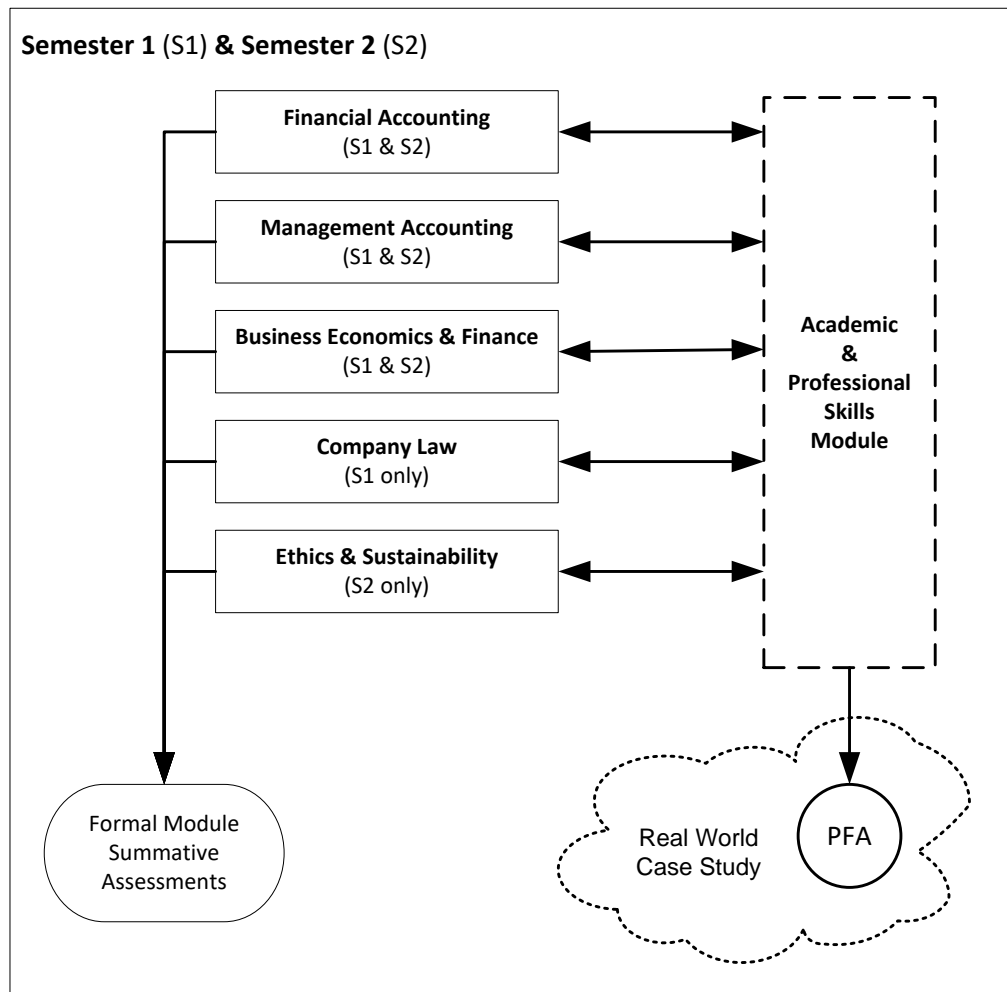 Semester 1 (S1) & Semester 2 (S2)
Financial Accounting
(S1 & S2)
Management Accounting
(S1 & S2)
Business Economics & Finance
(S1 & S2)
Company Law
(S1 only)
Ethics & Sustainability
(S2 only)
Academic
&
Professional
Skills
Module
Formal Module
Summative
Assessments
Real World
Case Study
PFA